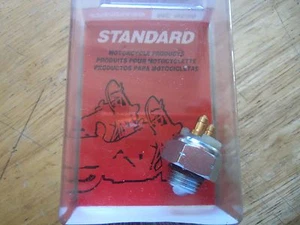 STANDARD
MOTORCYCLE PRODUCTS
PRODUITS POUR MOTOCYCLETTE
PRODUCTOS PARA MOTOCICLETAS